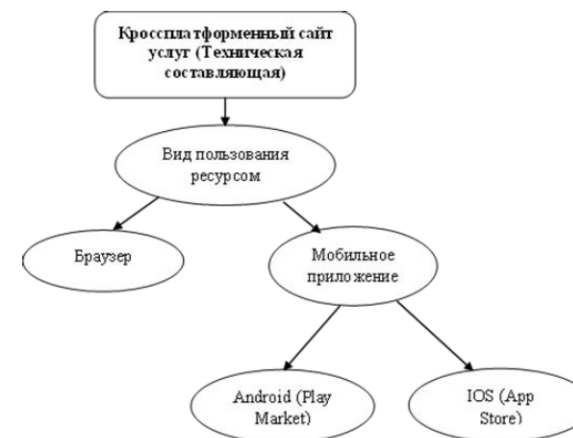 Кроссплатформенный сайт
услуг (Техническая
составляющая)
Вид пользования
ресурсом
Браузер
Мобильное
приложение
Android (Play
Market)
IOS (App
Store)